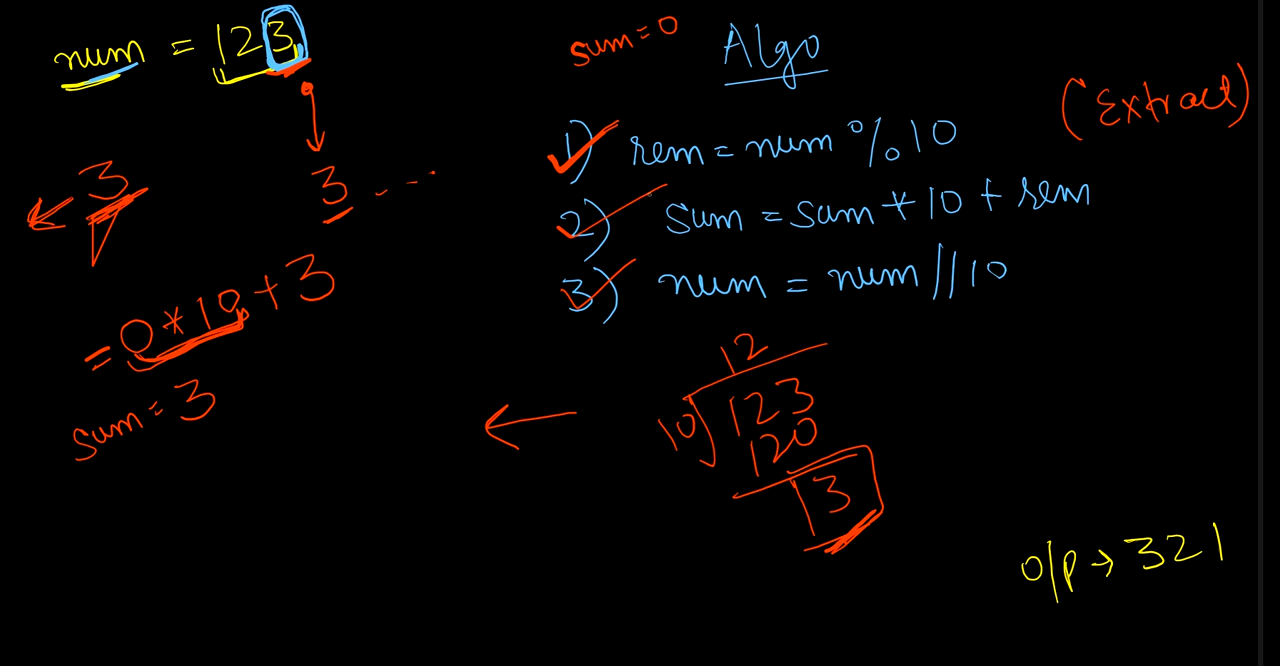 num = 123
sum=0
Algo
(Extract)
1) rem = num % 10
2) sum = sum * 10 + rem
3) num = num // 10
3 ...
3
= 0 * 10 + 3
sum = 3
12
10 123
120
3
o/p → 321